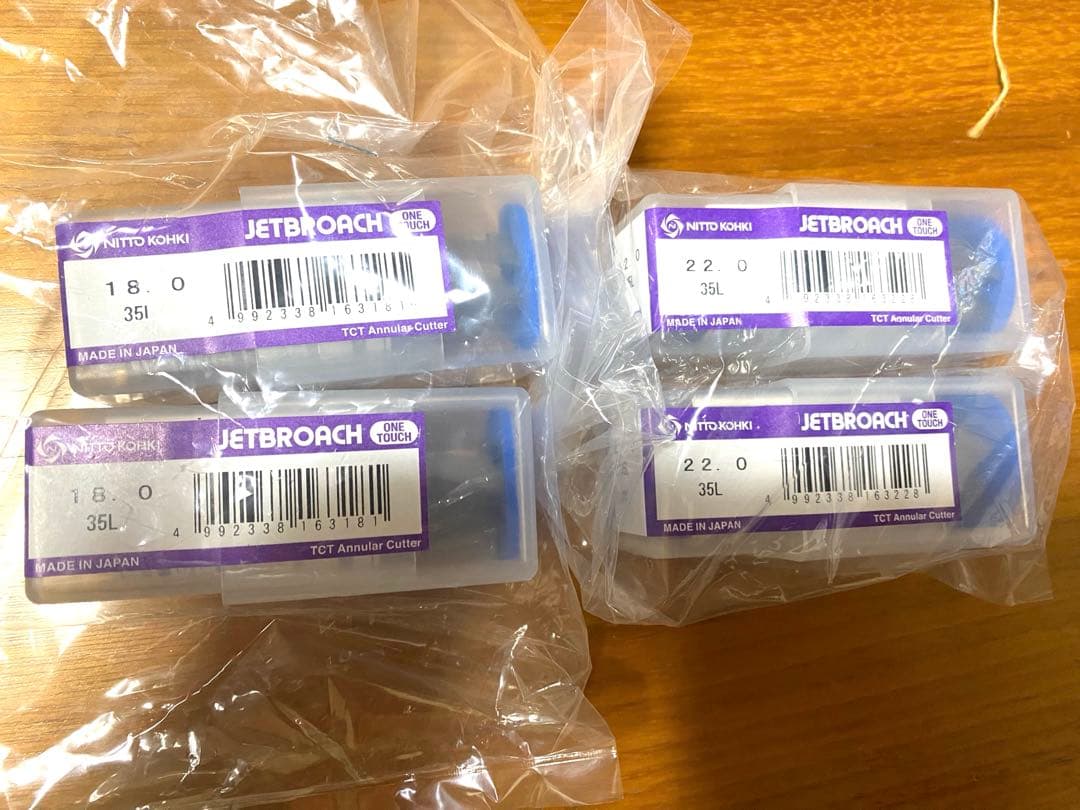 NITTO KOHKI JETBROACH ONE TOUCH
18.0
35L
4 992338 163181
TCT Annular Cutter
MADE IN JAPAN
NITTO KOHKI JETBROACH ONE TOUCH
22.0
35L
4 992338 163228
TCT Annular Cutter
MADE IN JAPAN
NITTO KOHKI JETBROACH ONE TOUCH
18.0
35L
4 992338 163181
TCT Annular Cutter
MADE IN JAPAN
NITTO KOHKI JETBROACH ONE TOUCH
22.0
35L
4 992338 163228
TCT Annular Cutter
MADE IN JAPAN